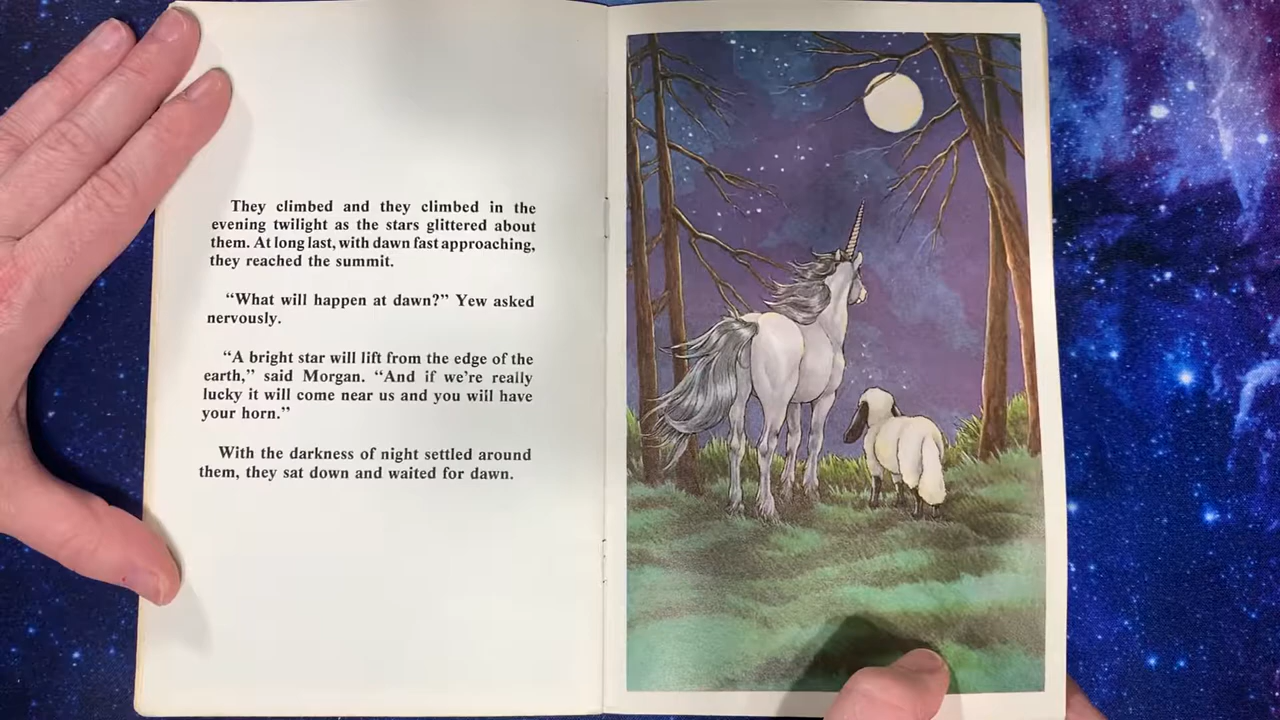 They climbed and they climbed in the
evening twilight as the stars glittered about
them. At long last, with dawn fast approaching,
they reached the summit.
“What will happen at dawn?” Yew asked
nervously.
“A bright star will lift from the edge of the
earth,” said Morgan. “And if we’re really
lucky it will come near us and you will have
your horn.”
With the darkness of night settled around
them, they sat down and waited for dawn.